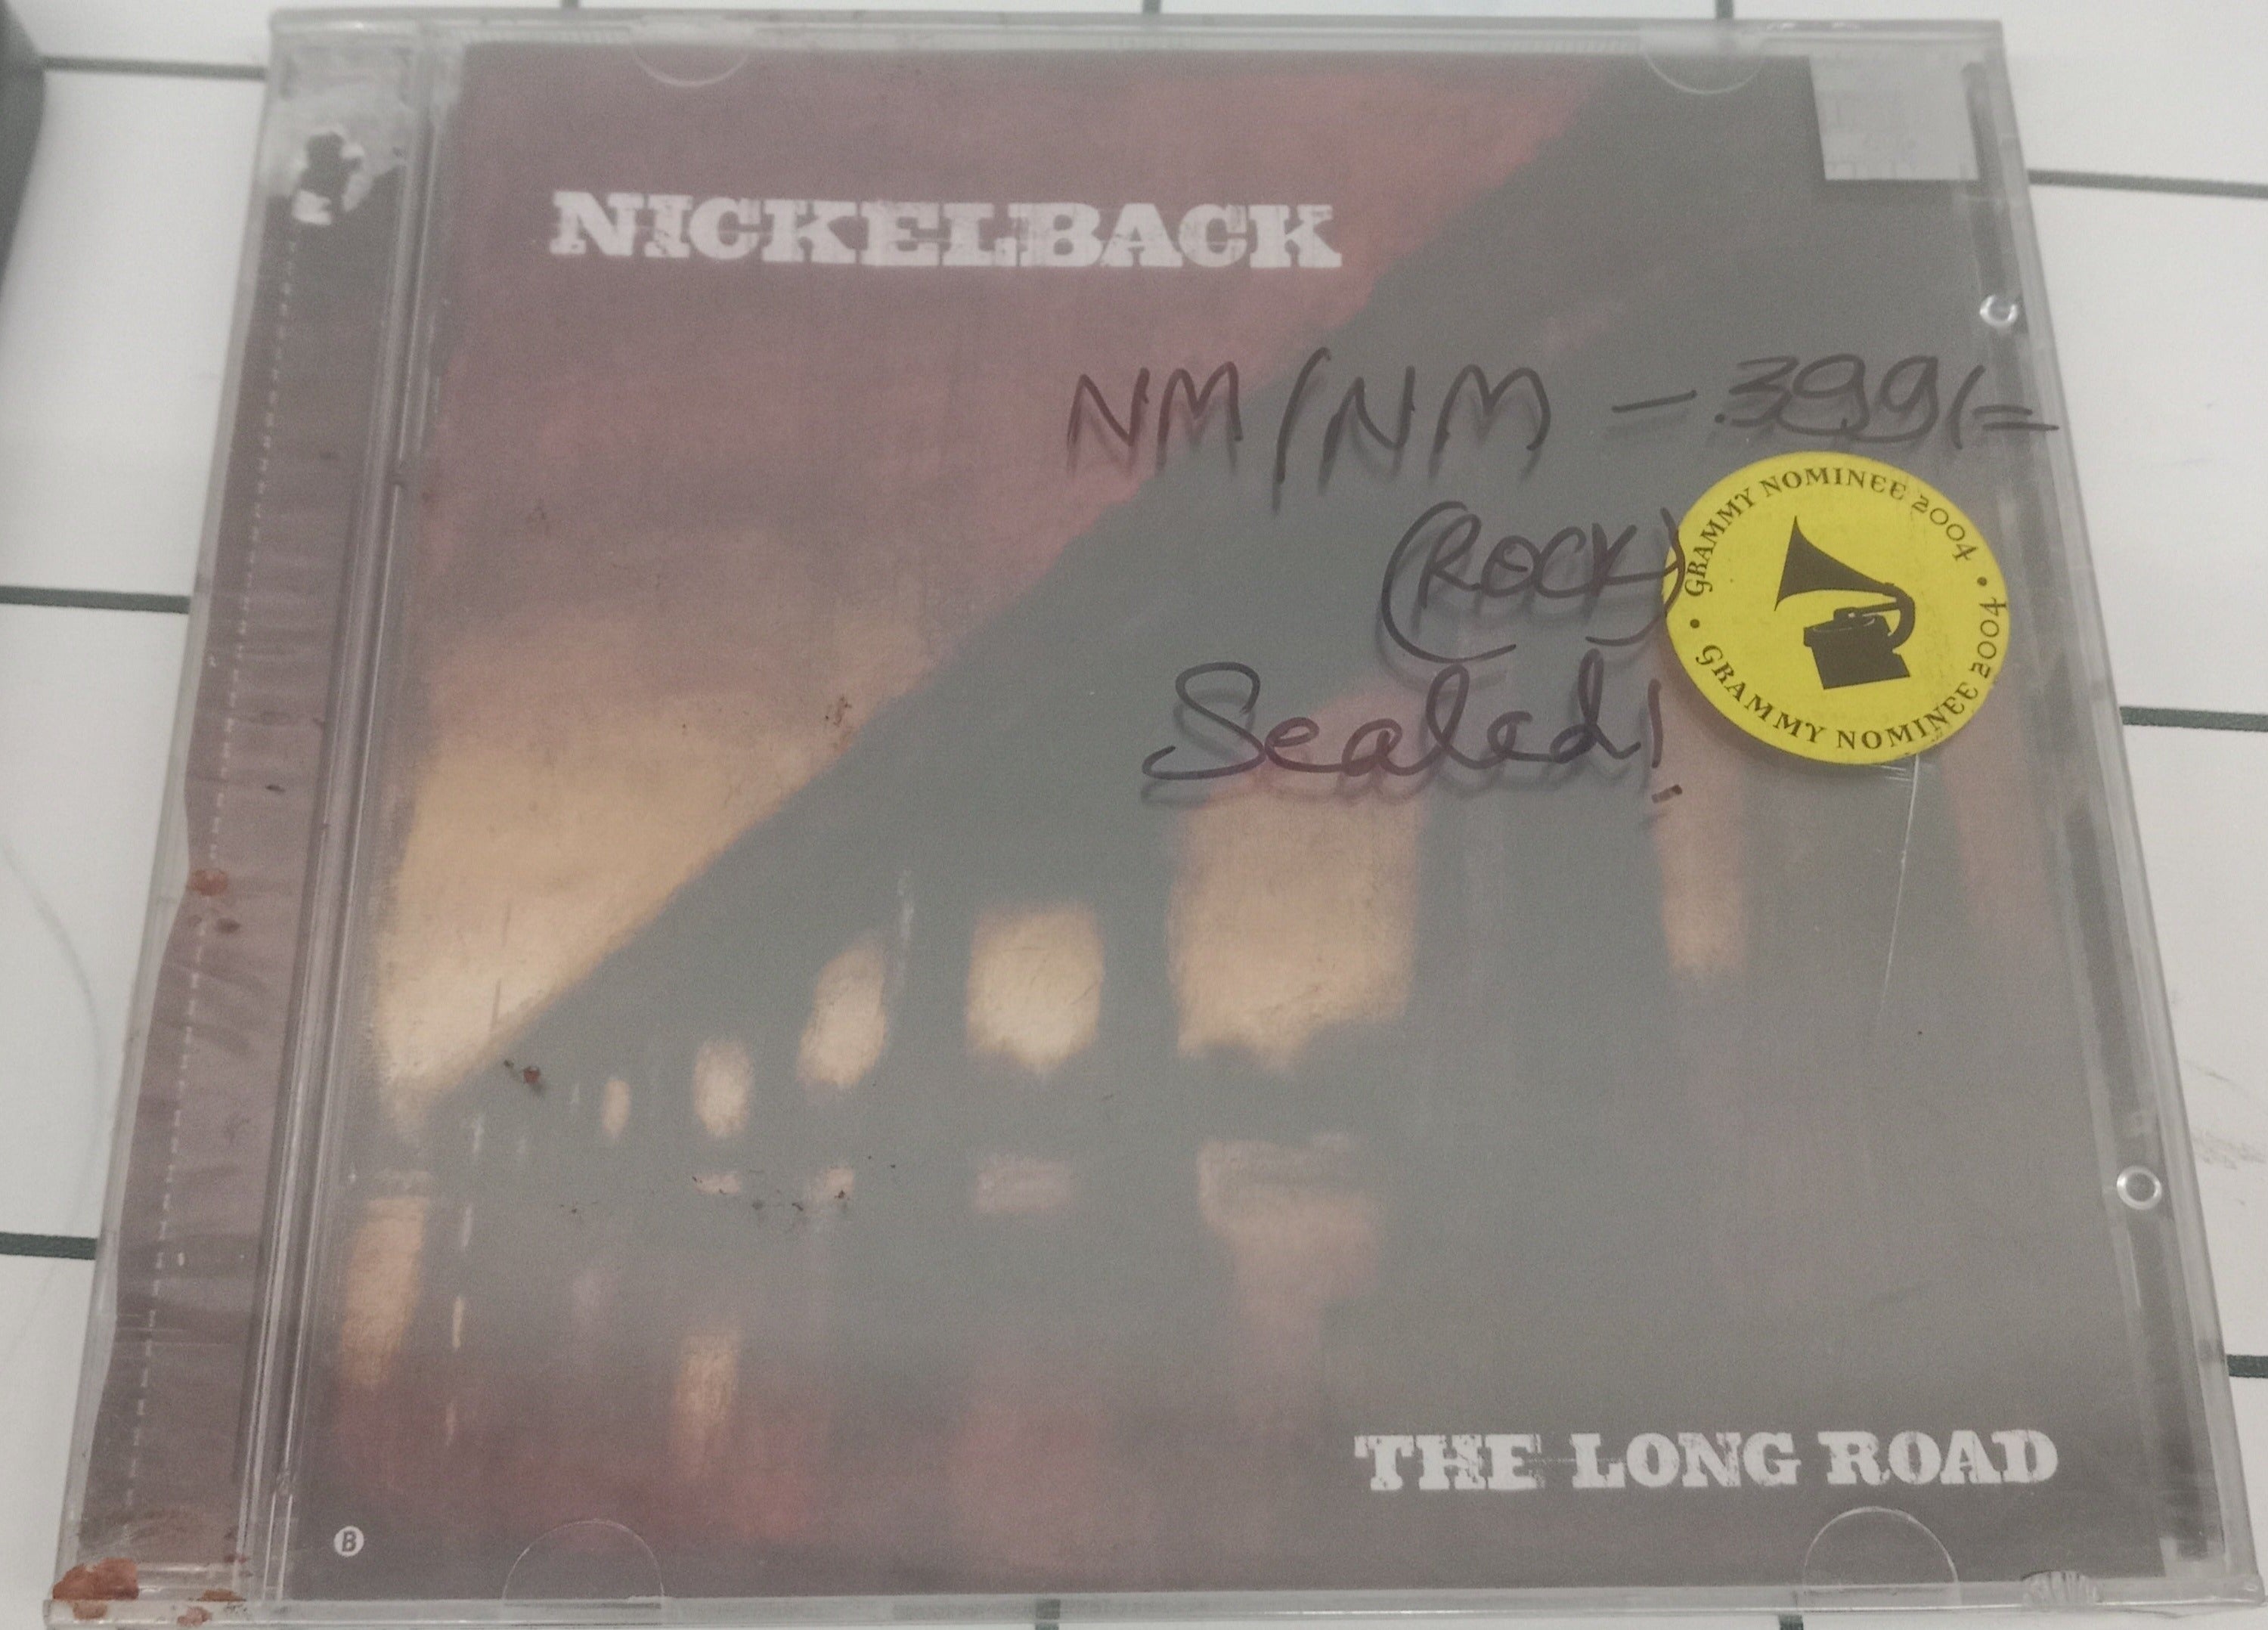 NICKELBACK
NM/NM - 399/=
(ROCK)
Sealed!
GRAMMY NOMINEE 2004 •
GRAMMY NOMINEE 2004 •
THE LONG ROAD
B